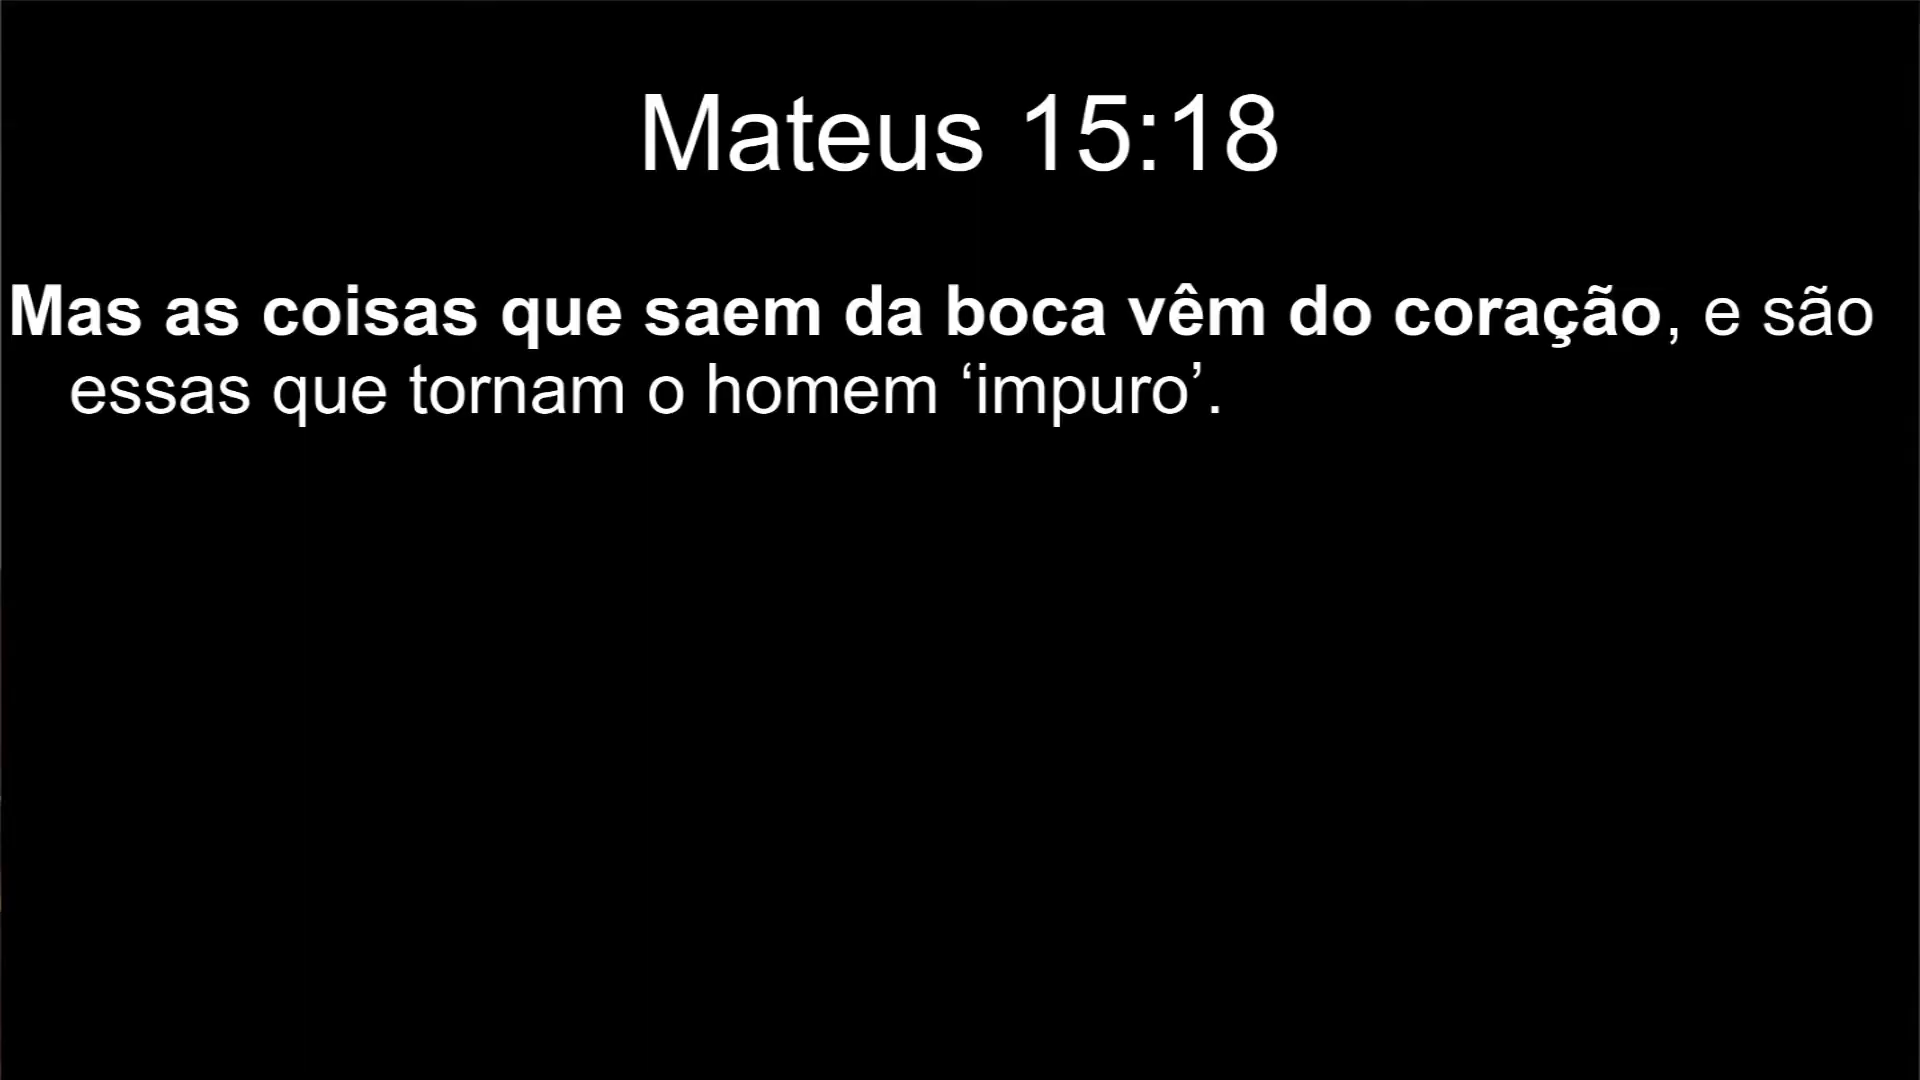 Mateus 15:18
Mas as coisas que saem da boca vêm do coração, e são
essas que tornam o homem ‘impuro’.